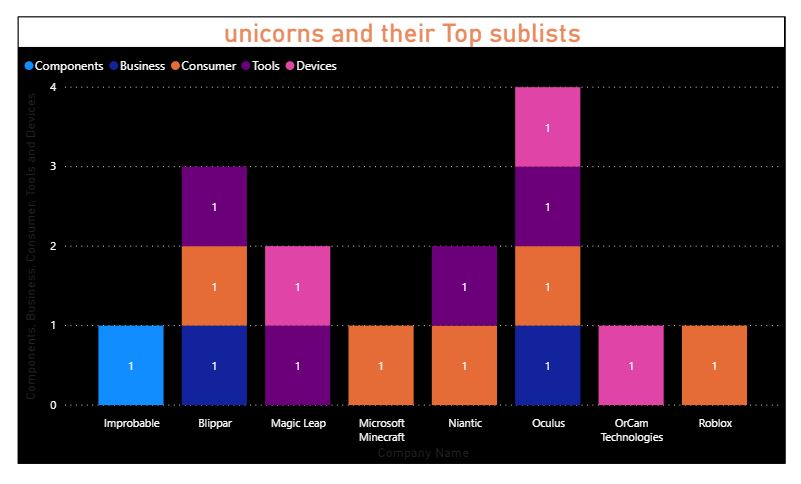 unicorns and their Top sublists
Components Business Consumer Tools Devices
Components, Business, Consumer, Tools and Devices
4
1
3
1 1
2
1 1 1 1
1
1 1 1 1 1 1 1 1
0
Improbable Blippar Magic Leap Microsoft Niantic Oculus OrCam Roblox
Minecraft Technologies
Company Name